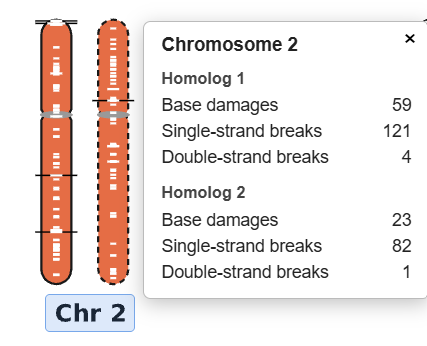 Chromosome 2 ×
Homolog 1
Base damages 59
Single-strand breaks 121
Double-strand breaks 4
Homolog 2
Base damages 23
Single-strand breaks 82
Double-strand breaks 1
Chr 2